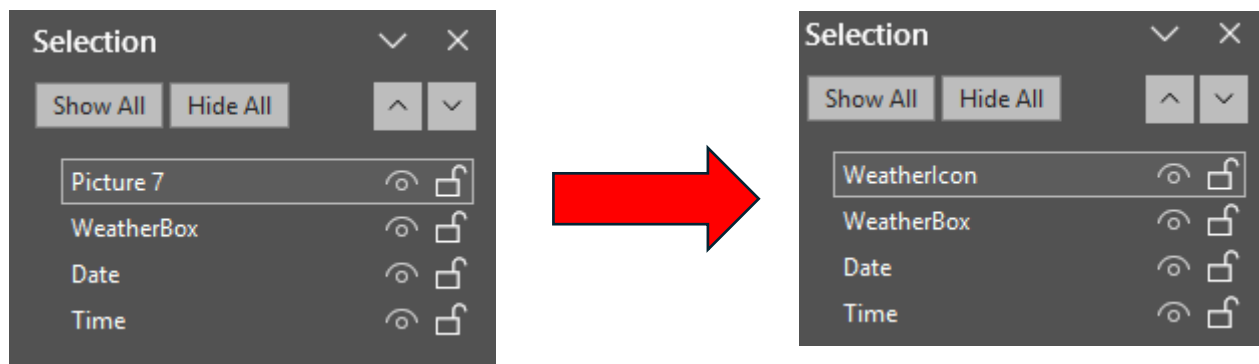 Selection
Show All Hide All
Picture 7
WeatherBox
Date
Time
Selection
Show All Hide All
WeatherIcon
WeatherBox
Date
Time